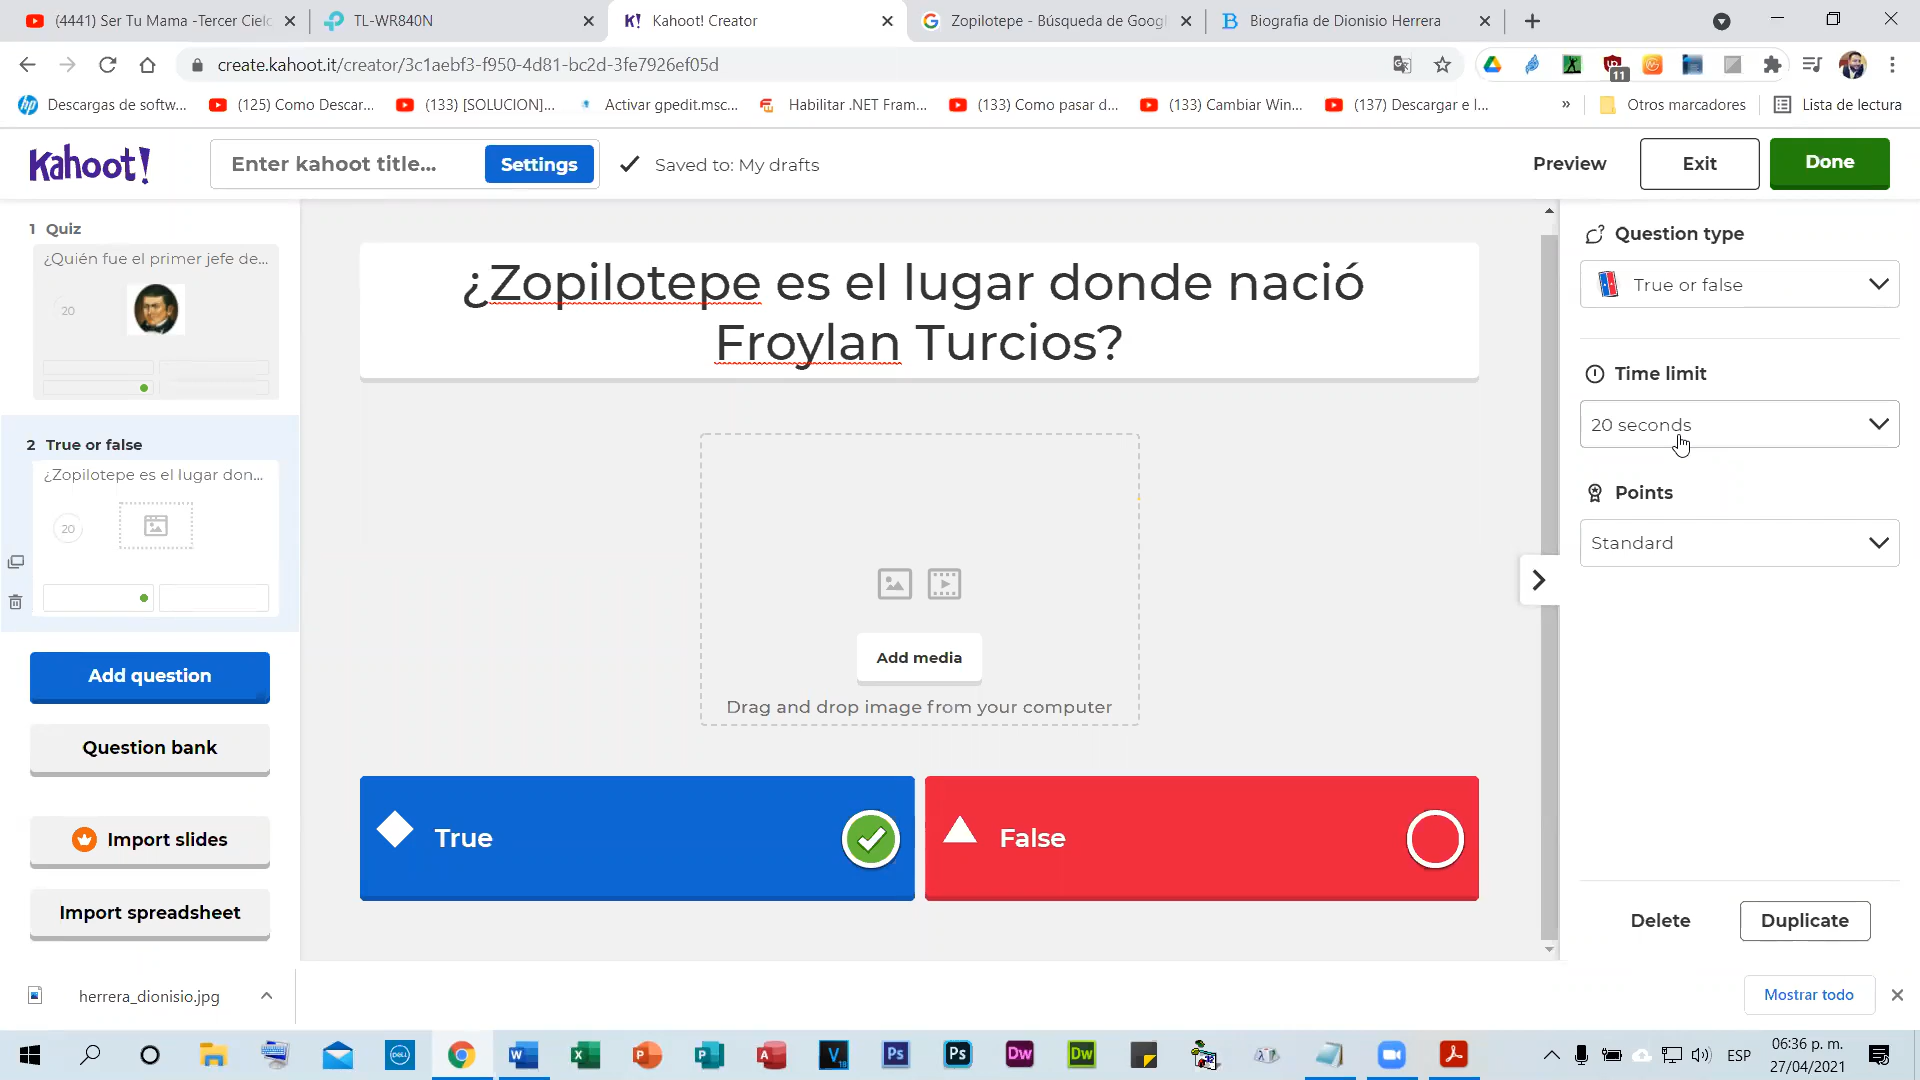 (4441) Ser Tu Mama -Tercer Cielo
TL-WR840N
Kahoot! Creator
Zopilotepe - Búsqueda de Googl
Biografia de Dionisio Herrera
create.kahoot.it/creator/3c1aebf3-f950-4d81-bc2d-3fe7926ef05d
11
Descargas de softw...
(125) Como Descar...
(133) [SOLUCION]...
Activar gpedit.msc...
Habilitar .NET Fram...
(133) Como pasar d...
(133) Cambiar Win...
(137) Descargar e I...
»
Otros marcadores
Lista de lectura
Kahoot!
Enter kahoot title...
Settings
Saved to: My drafts
Preview
Exit
Done
1 Quiz
¿Quién fue el primer jefe de...
20
2 True or false
¿Zopilotepe es el lugar don...
20
Add question
Question bank
Import slides
Import spreadsheet
¿Zopilotepe es el lugar donde nació
Froylan Turcios?
Add media
Drag and drop image from your computer
True
False
Question type
True or false
Time limit
20 seconds
Points
Standard
Delete
Duplicate
herrera_dionisio.jpg
Mostrar todo
ESP
06:36 p. m.
27/04/2021